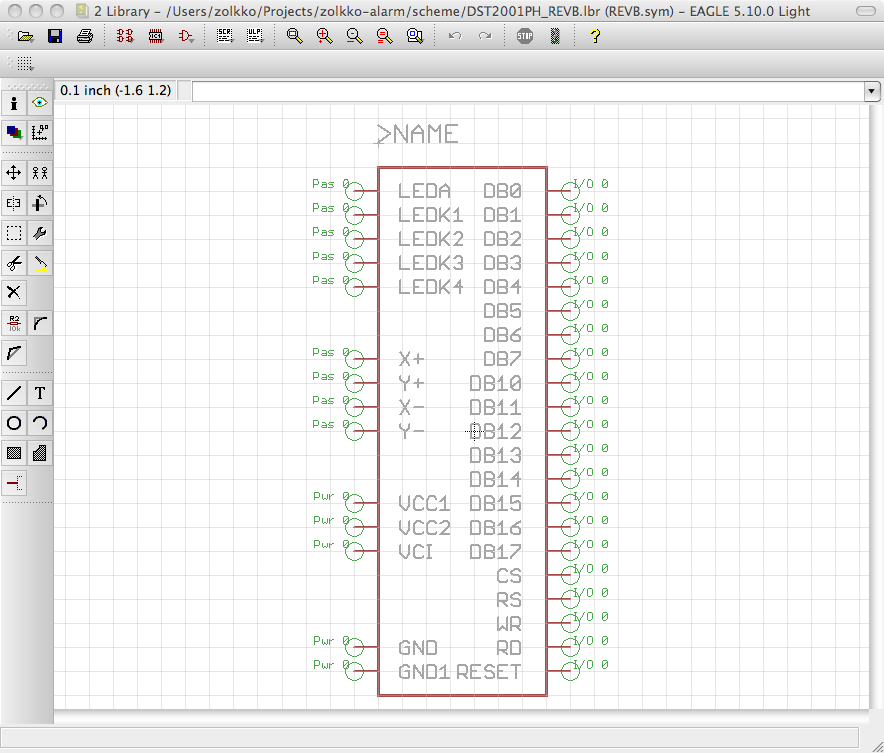 2 Library - /Users/zolkko/Projects/zolkko-alarm/scheme/DST2001PH_REVB.lbr (REVB.sym) - EAGLE 5.10.0 Light
SCR ULP STOP ?
0.1 inch (-1.6 1.2)
i
R2
10k
T
>NAME
Pas 0 LEDA DB0 I/O 0
Pas 0 LEDK1 DB1 I/O 0
Pas 0 LEDK2 DB2 I/O 0
Pas 0 LEDK3 DB3 I/O 0
Pas 0 LEDK4 DB4 I/O 0
DB5 I/O 0
DB6 I/O 0
Pas 0 X+ DB7 I/O 0
Pas 0 Y+ DB10 I/O 0
Pas 0 X- DB11 I/O 0
Pas 0 Y- DB12 I/O 0
DB13 I/O 0
DB14 I/O 0
Pwr 0 VCC1 DB15 I/O 0
Pwr 0 VCC2 DB16 I/O 0
Pwr 0 VCI DB17 I/O 0
CS I/O 0
RS I/O 0
WR I/O 0
Pwr 0 GND RD I/O 0
Pwr 0 GND1 RESET I/O 0